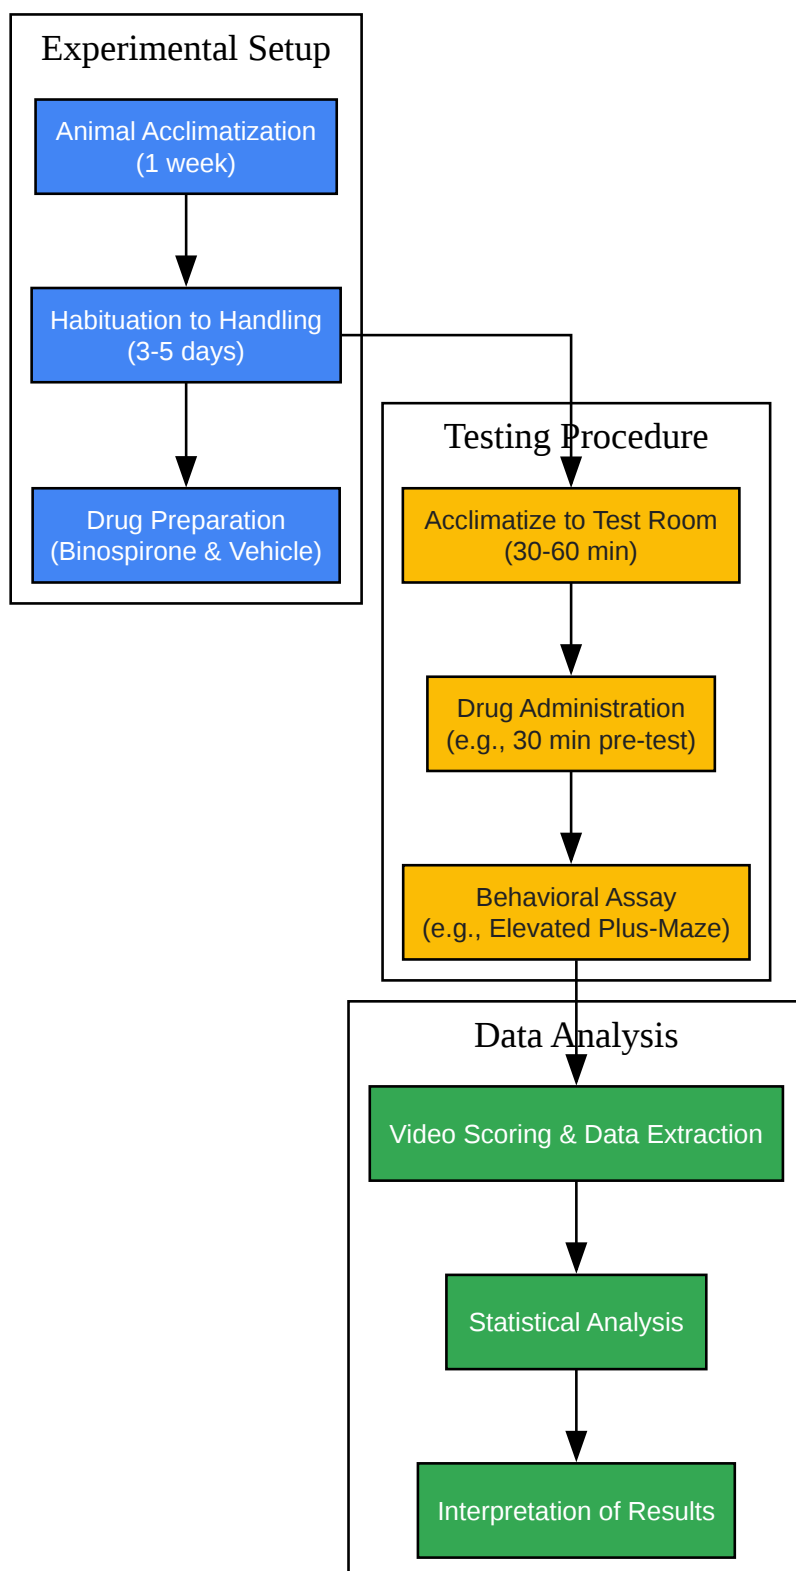 Experimental Setup
Animal Acclimatization
(1 week)
Habituation to Handling
(3-5 days)
Drug Preparation
(Binospirone & Vehicle)
Testing Procedure
Acclimatize to Test Room
(30-60 min)
Drug Administration
(e.g., 30 min pre-test)
Behavioral Assay
(e.g., Elevated Plus-Maze)
Data Analysis
Video Scoring & Data Extraction
Statistical Analysis
Interpretation of Results